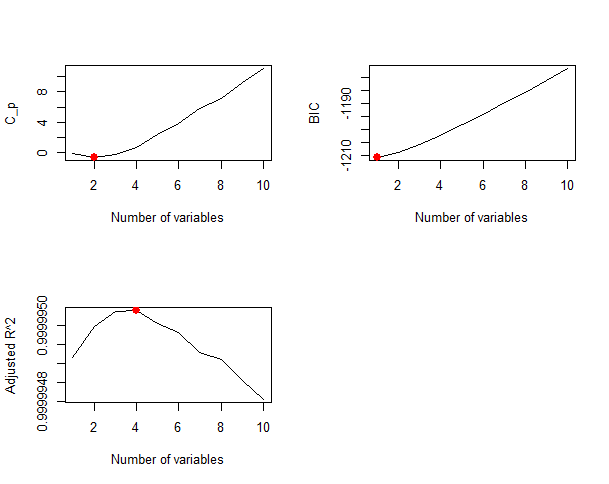 C_p
8
4
0
2 4 6 8 10
Number of variables
BIC
-1190
-1210
2 4 6 8 10
Number of variables
Adjusted R^2
0.9999950
0.9999948
2 4 6 8 10
Number of variables